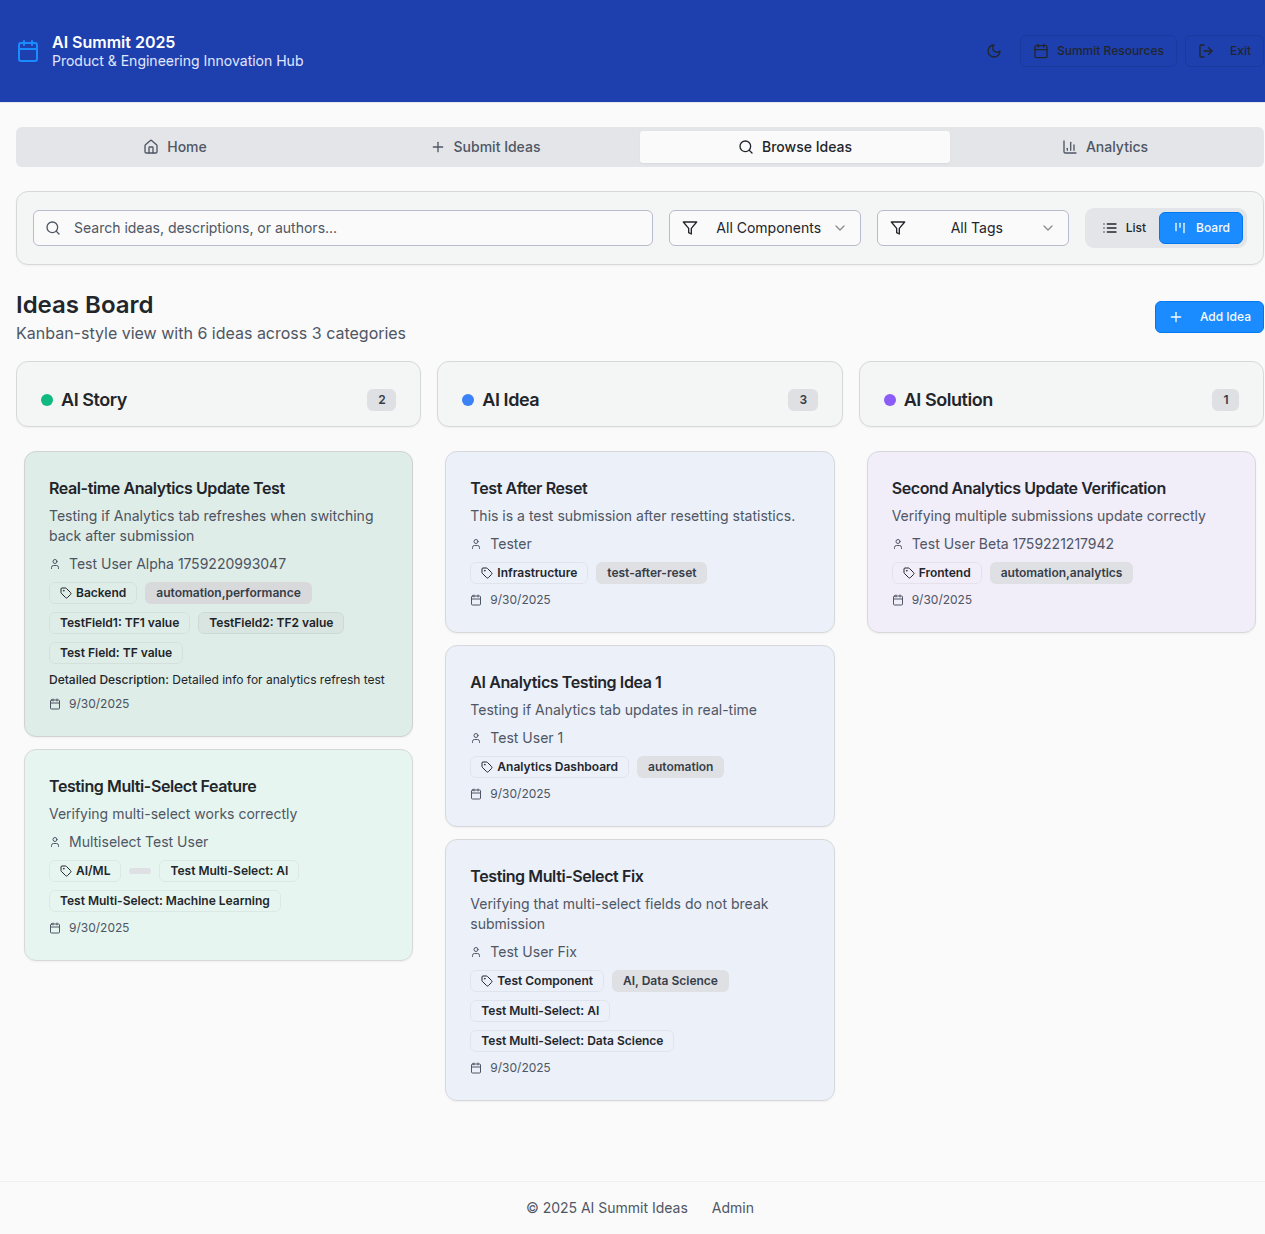 AI Summit 2025
Product & Engineering Innovation Hub
Summit Resources
Exit
Home
Submit Ideas
Browse Ideas
Analytics
Search ideas, descriptions, or authors...
All Components
All Tags
List
Board
Ideas Board
Kanban-style view with 6 ideas across 3 categories
Add Idea
AI Story
2
Real-time Analytics Update Test
Testing if Analytics tab refreshes when switching
back after submission
Test User Alpha 1759220993047
Backend
automation,performance
TestField1: TF1 value
TestField2: TF2 value
Test Field: TF value
Detailed Description: Detailed info for analytics refresh test
9/30/2025
Testing Multi-Select Feature
Verifying multi-select works correctly
Multiselect Test User
AI/ML
Test Multi-Select: AI
Test Multi-Select: Machine Learning
9/30/2025
AI Idea
3
Test After Reset
This is a test submission after resetting statistics.
Tester
Infrastructure
test-after-reset
9/30/2025
AI Analytics Testing Idea 1
Testing if Analytics tab updates in real-time
Test User 1
Analytics Dashboard
automation
9/30/2025
Testing Multi-Select Fix
Verifying that multi-select fields do not break
submission
Test User Fix
Test Component
AI, Data Science
Test Multi-Select: AI
Test Multi-Select: Data Science
9/30/2025
AI Solution
1
Second Analytics Update Verification
Verifying multiple submissions update correctly
Test User Beta 1759221217942
Frontend
automation,analytics
9/30/2025
© 2025 AI Summit Ideas
Admin